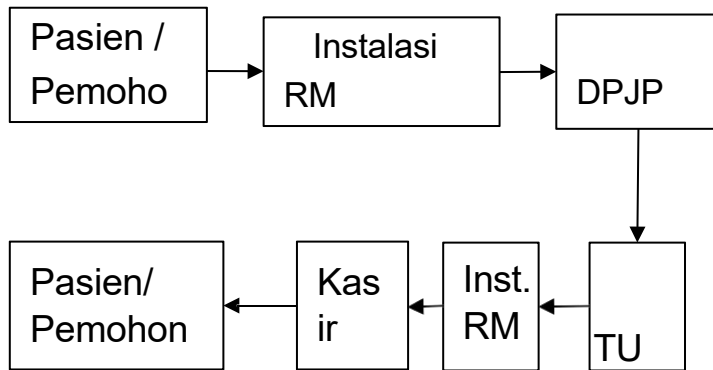 Pasien /
Pemoho
Instalasi
RM
DPJP
Pasien/
Pemohon
Kas
ir
Inst.
RM
TU